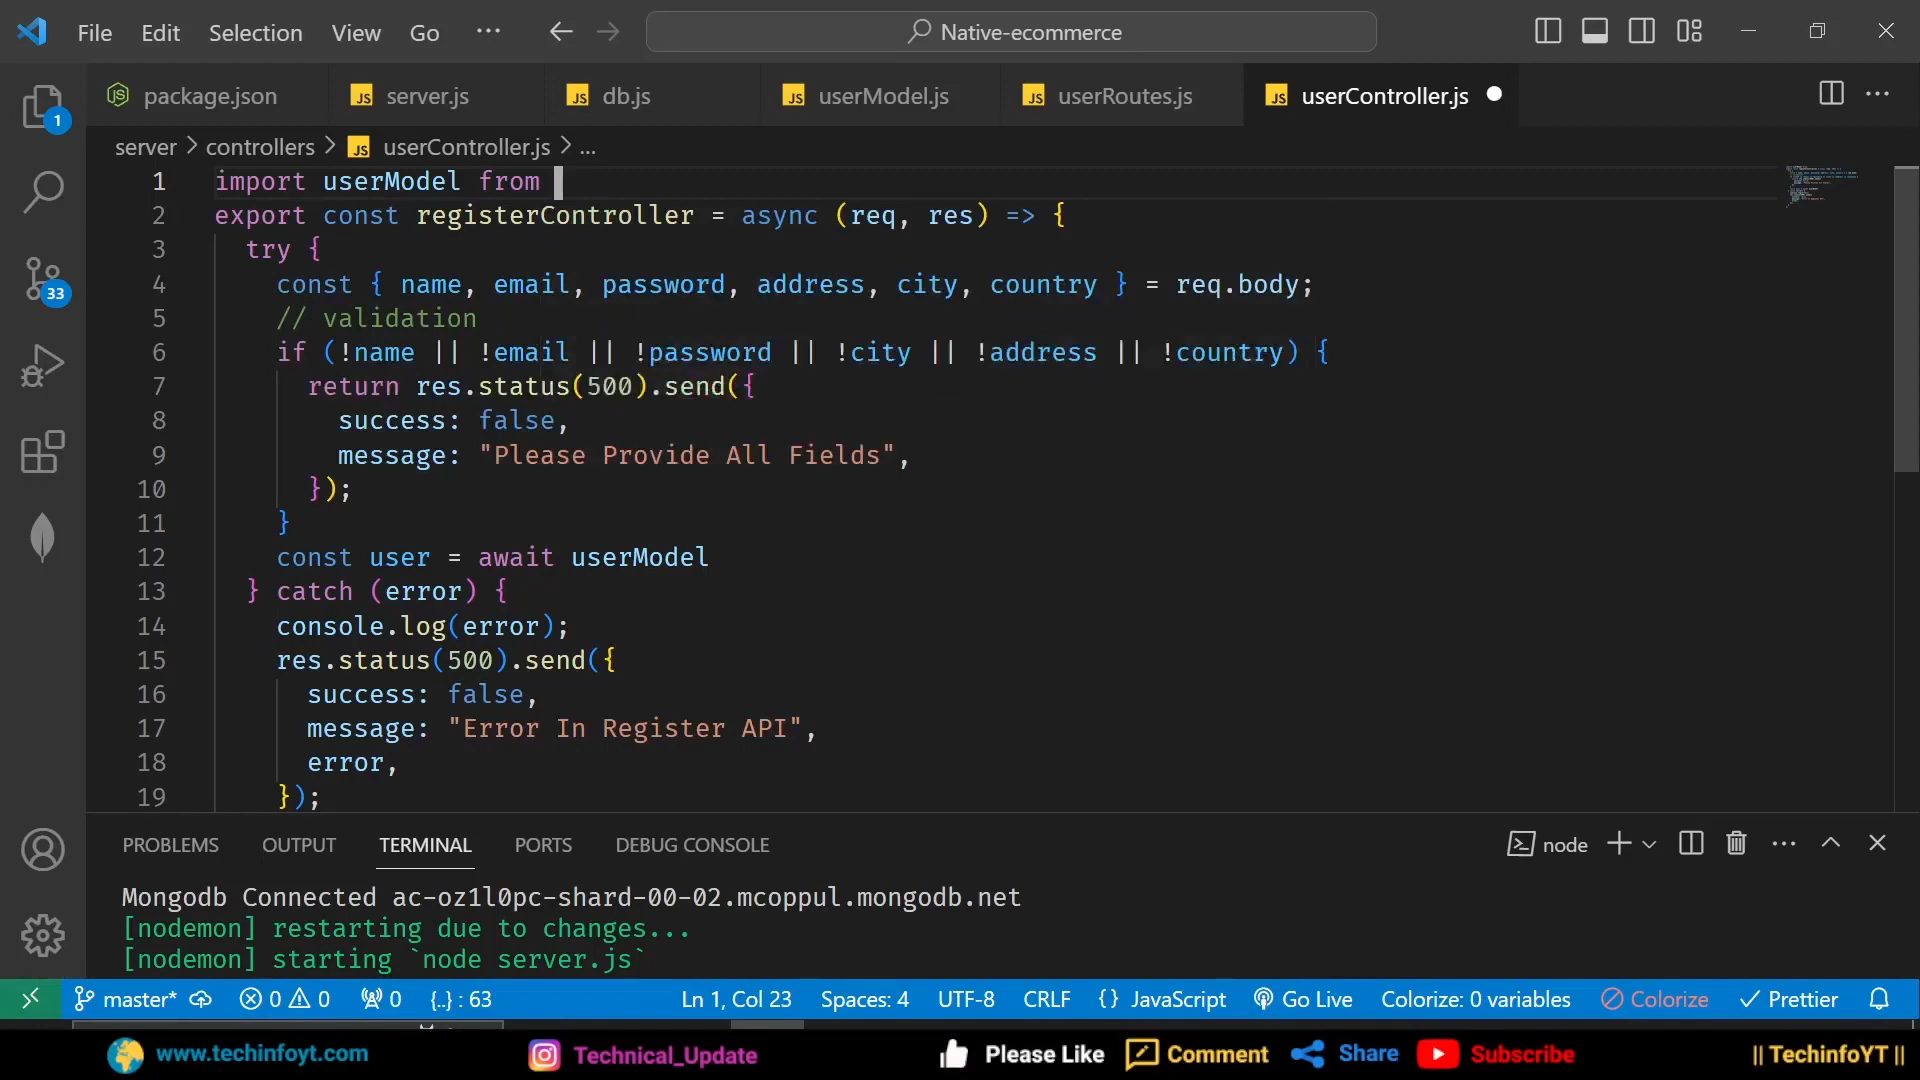 File Edit Selection View Go ··· Native-ecommerce
package.json JS server.js JS db.js JS userModel.js JS userRoutes.js JS userController.js
server > controllers > JS userController.js > ...
1 import userModel from
2 export const registerController = async (req, res) => {
3 try {
4 const { name, email, password, address, city, country } = req.body;
5 // validation
6 if (!name || !email || !password || !city || !address || !country) {
7 return res.status(500).send({
8 success: false,
9 message: "Please Provide All Fields",
10 });
11 }
12 const user = await userModel
13 } catch (error) {
14 console.log(error);
15 res.status(500).send({
16 success: false,
17 message: "Error In Register API",
18 error,
19 });
1
33
PROBLEMS OUTPUT TERMINAL PORTS DEBUG CONSOLE node
Mongodb Connected ac-oz1l0pc-shard-00-02.mcoppul.mongodb.net
[nodemon] restarting due to changes...
[nodemon] starting `node server.js`
master* 0 0 0 {..} : 63 Ln 1, Col 23 Spaces: 4 UTF-8 CRLF {} JavaScript Go Live Colorize: 0 variables Colorize Prettier
www.techinfoyt.com Technical_Update Please Like Comment Share Subscribe || TechinfoYT ||